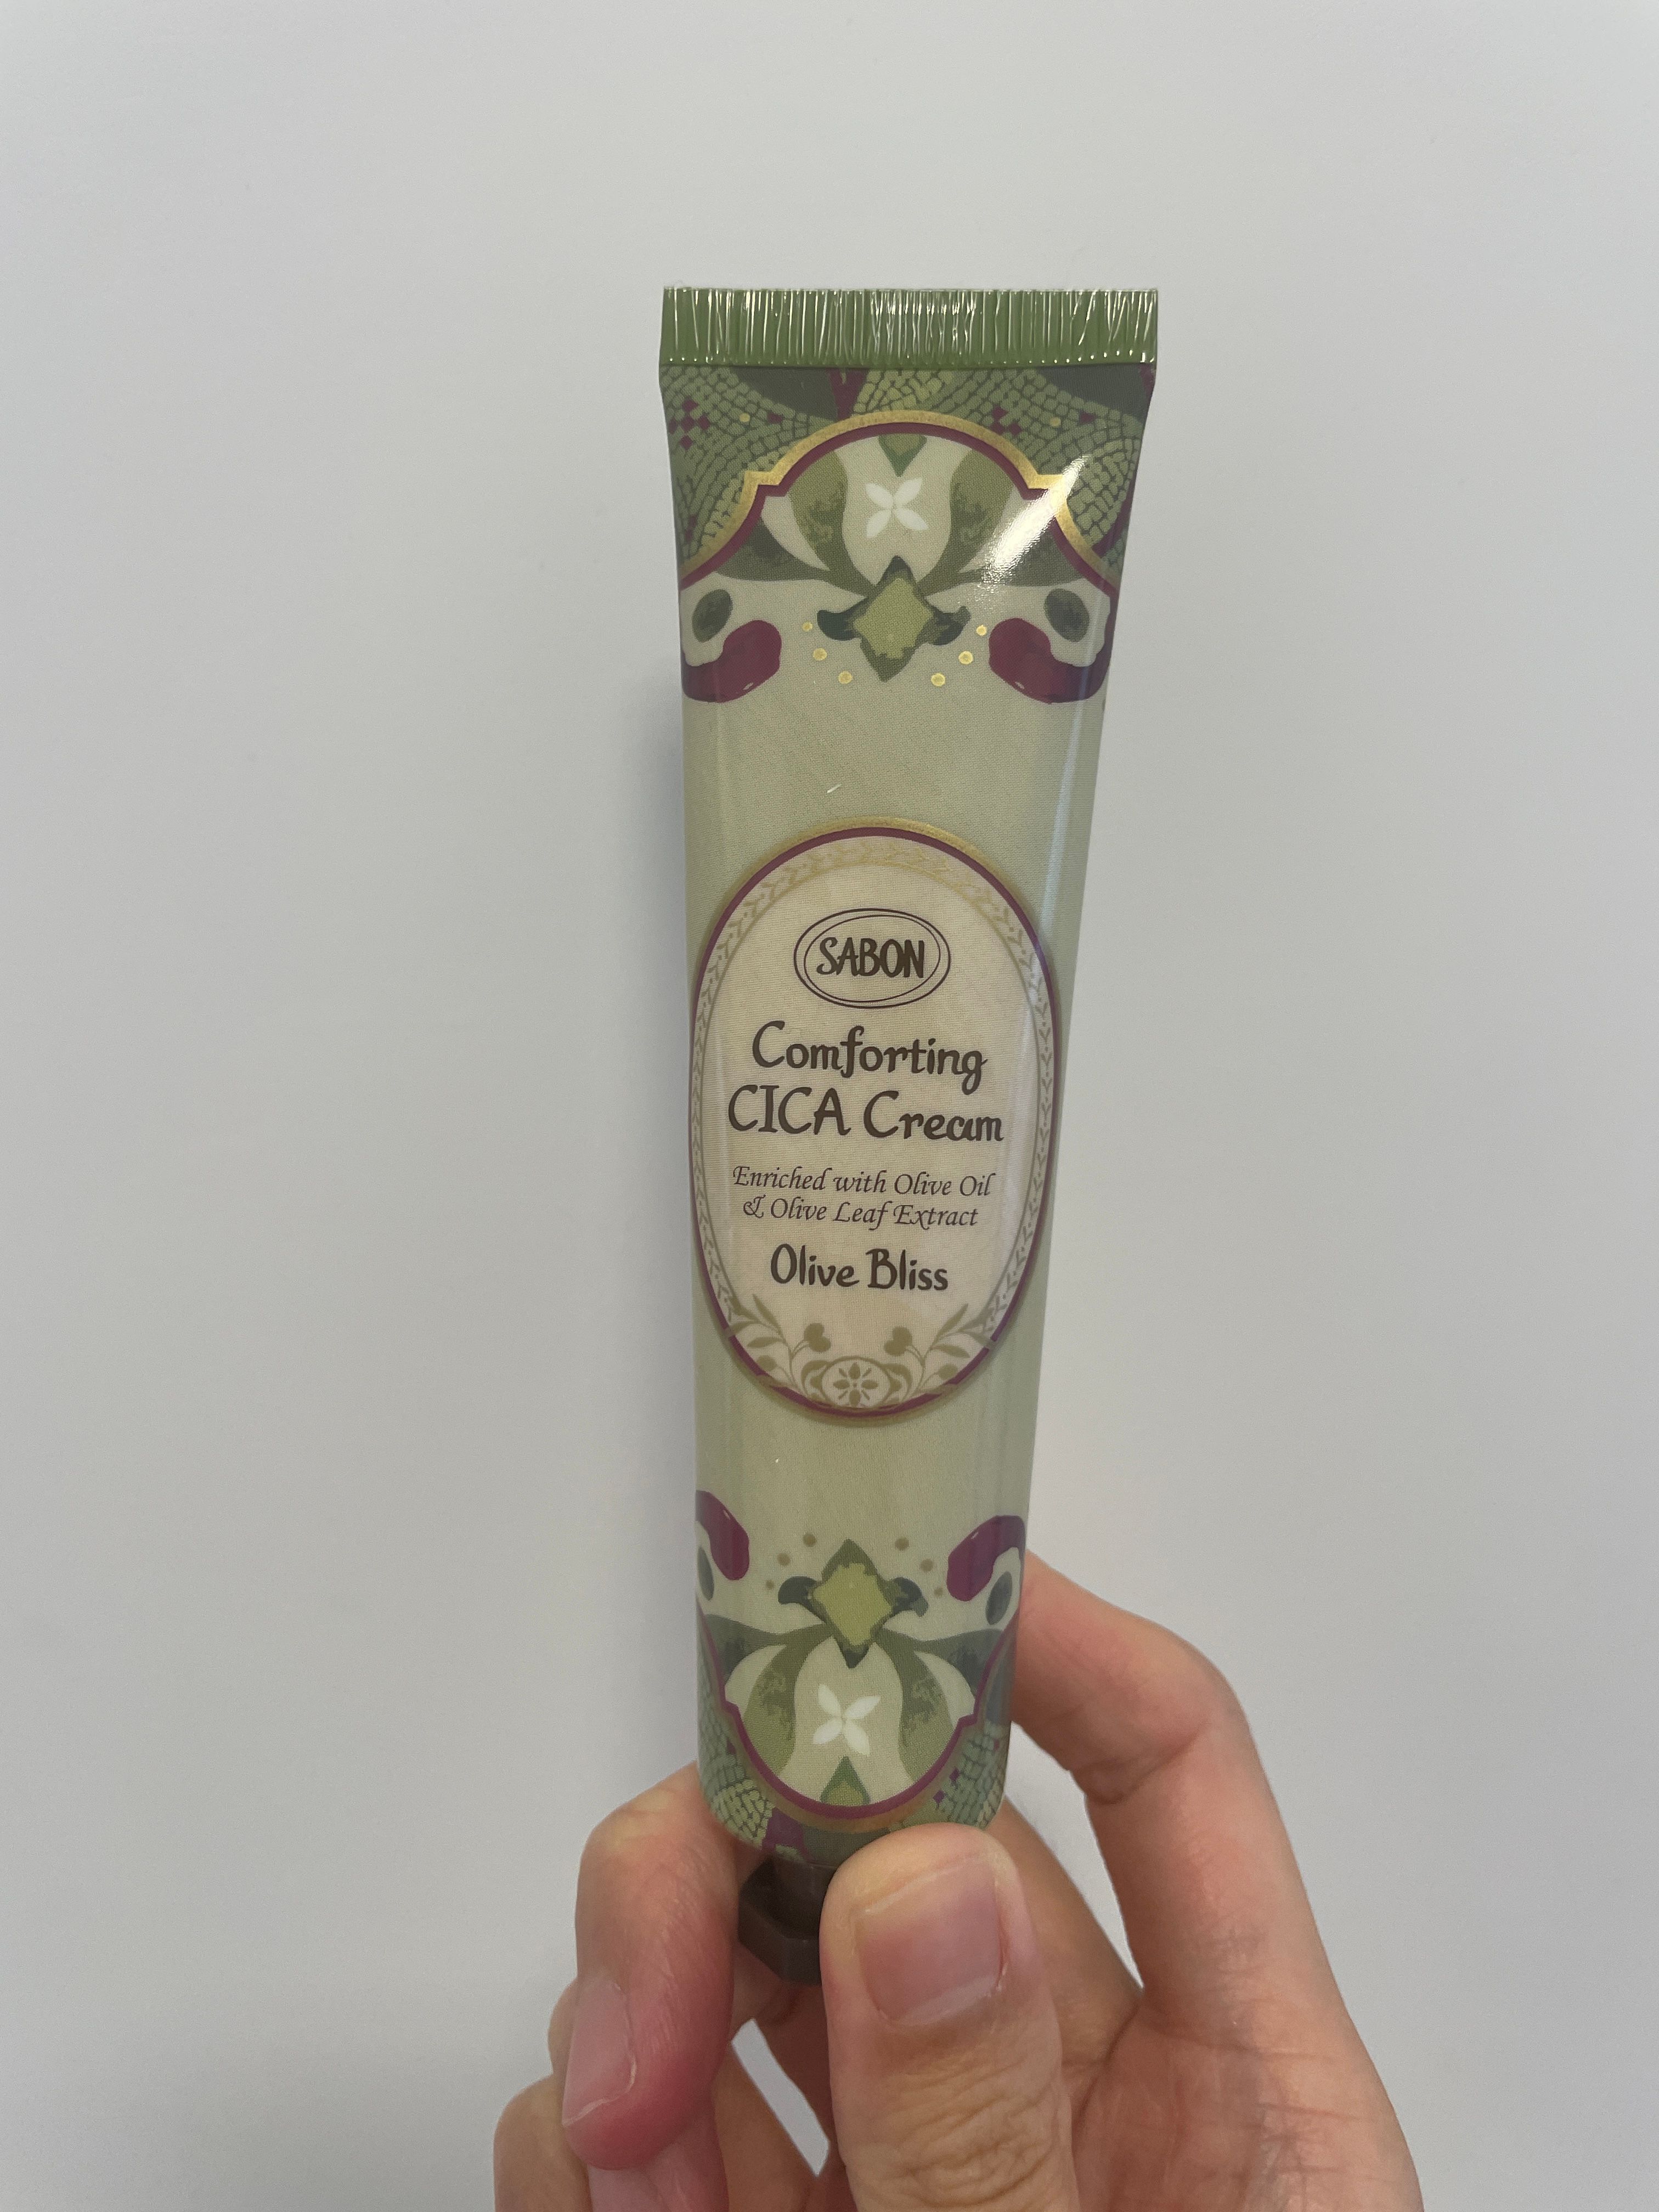 SABON
Comforting
CICA Cream
Enriched with Olive Oil
& Olive Leaf Extract
Olive Bliss